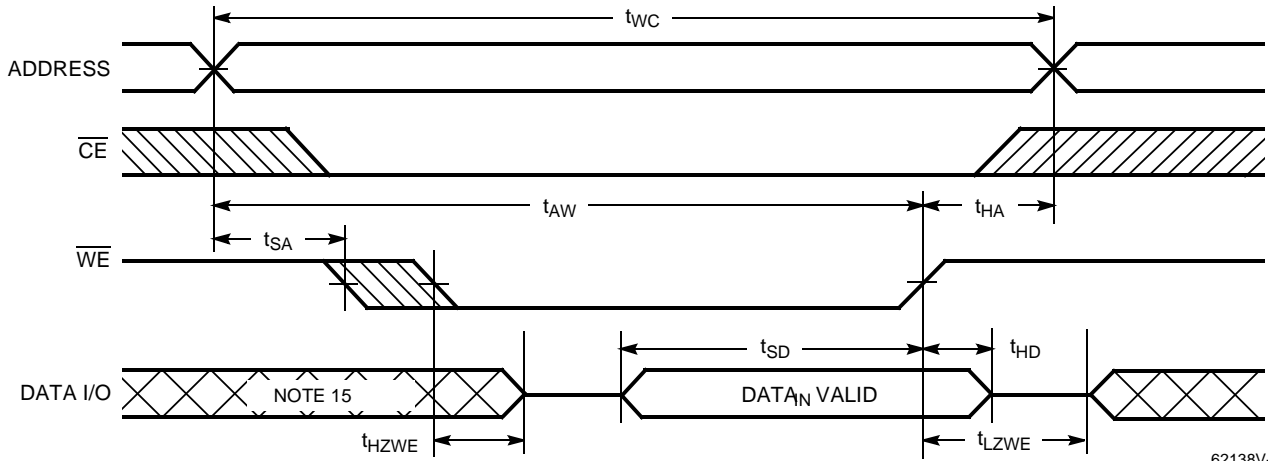 tWC
ADDRESS
CE
tAW
tHA
tSA
WE
tSD
tHD
DATA I/O
NOTE 15
DATAIN VALID
tHZWE
tLZWE